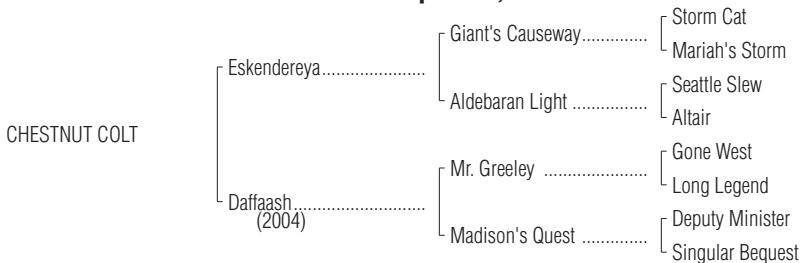 Storm Cat
Giant's Causeway..............
Mariah's Storm
Eskendereya......................
Seattle Slew
Aldebaran Light ................
Altair
CHESTNUT COLT
Gone West
Mr. Greeley ......................
Long Legend
Daffaash............................
(2004)
Deputy Minister
Madison's Quest ..............
Singular Bequest